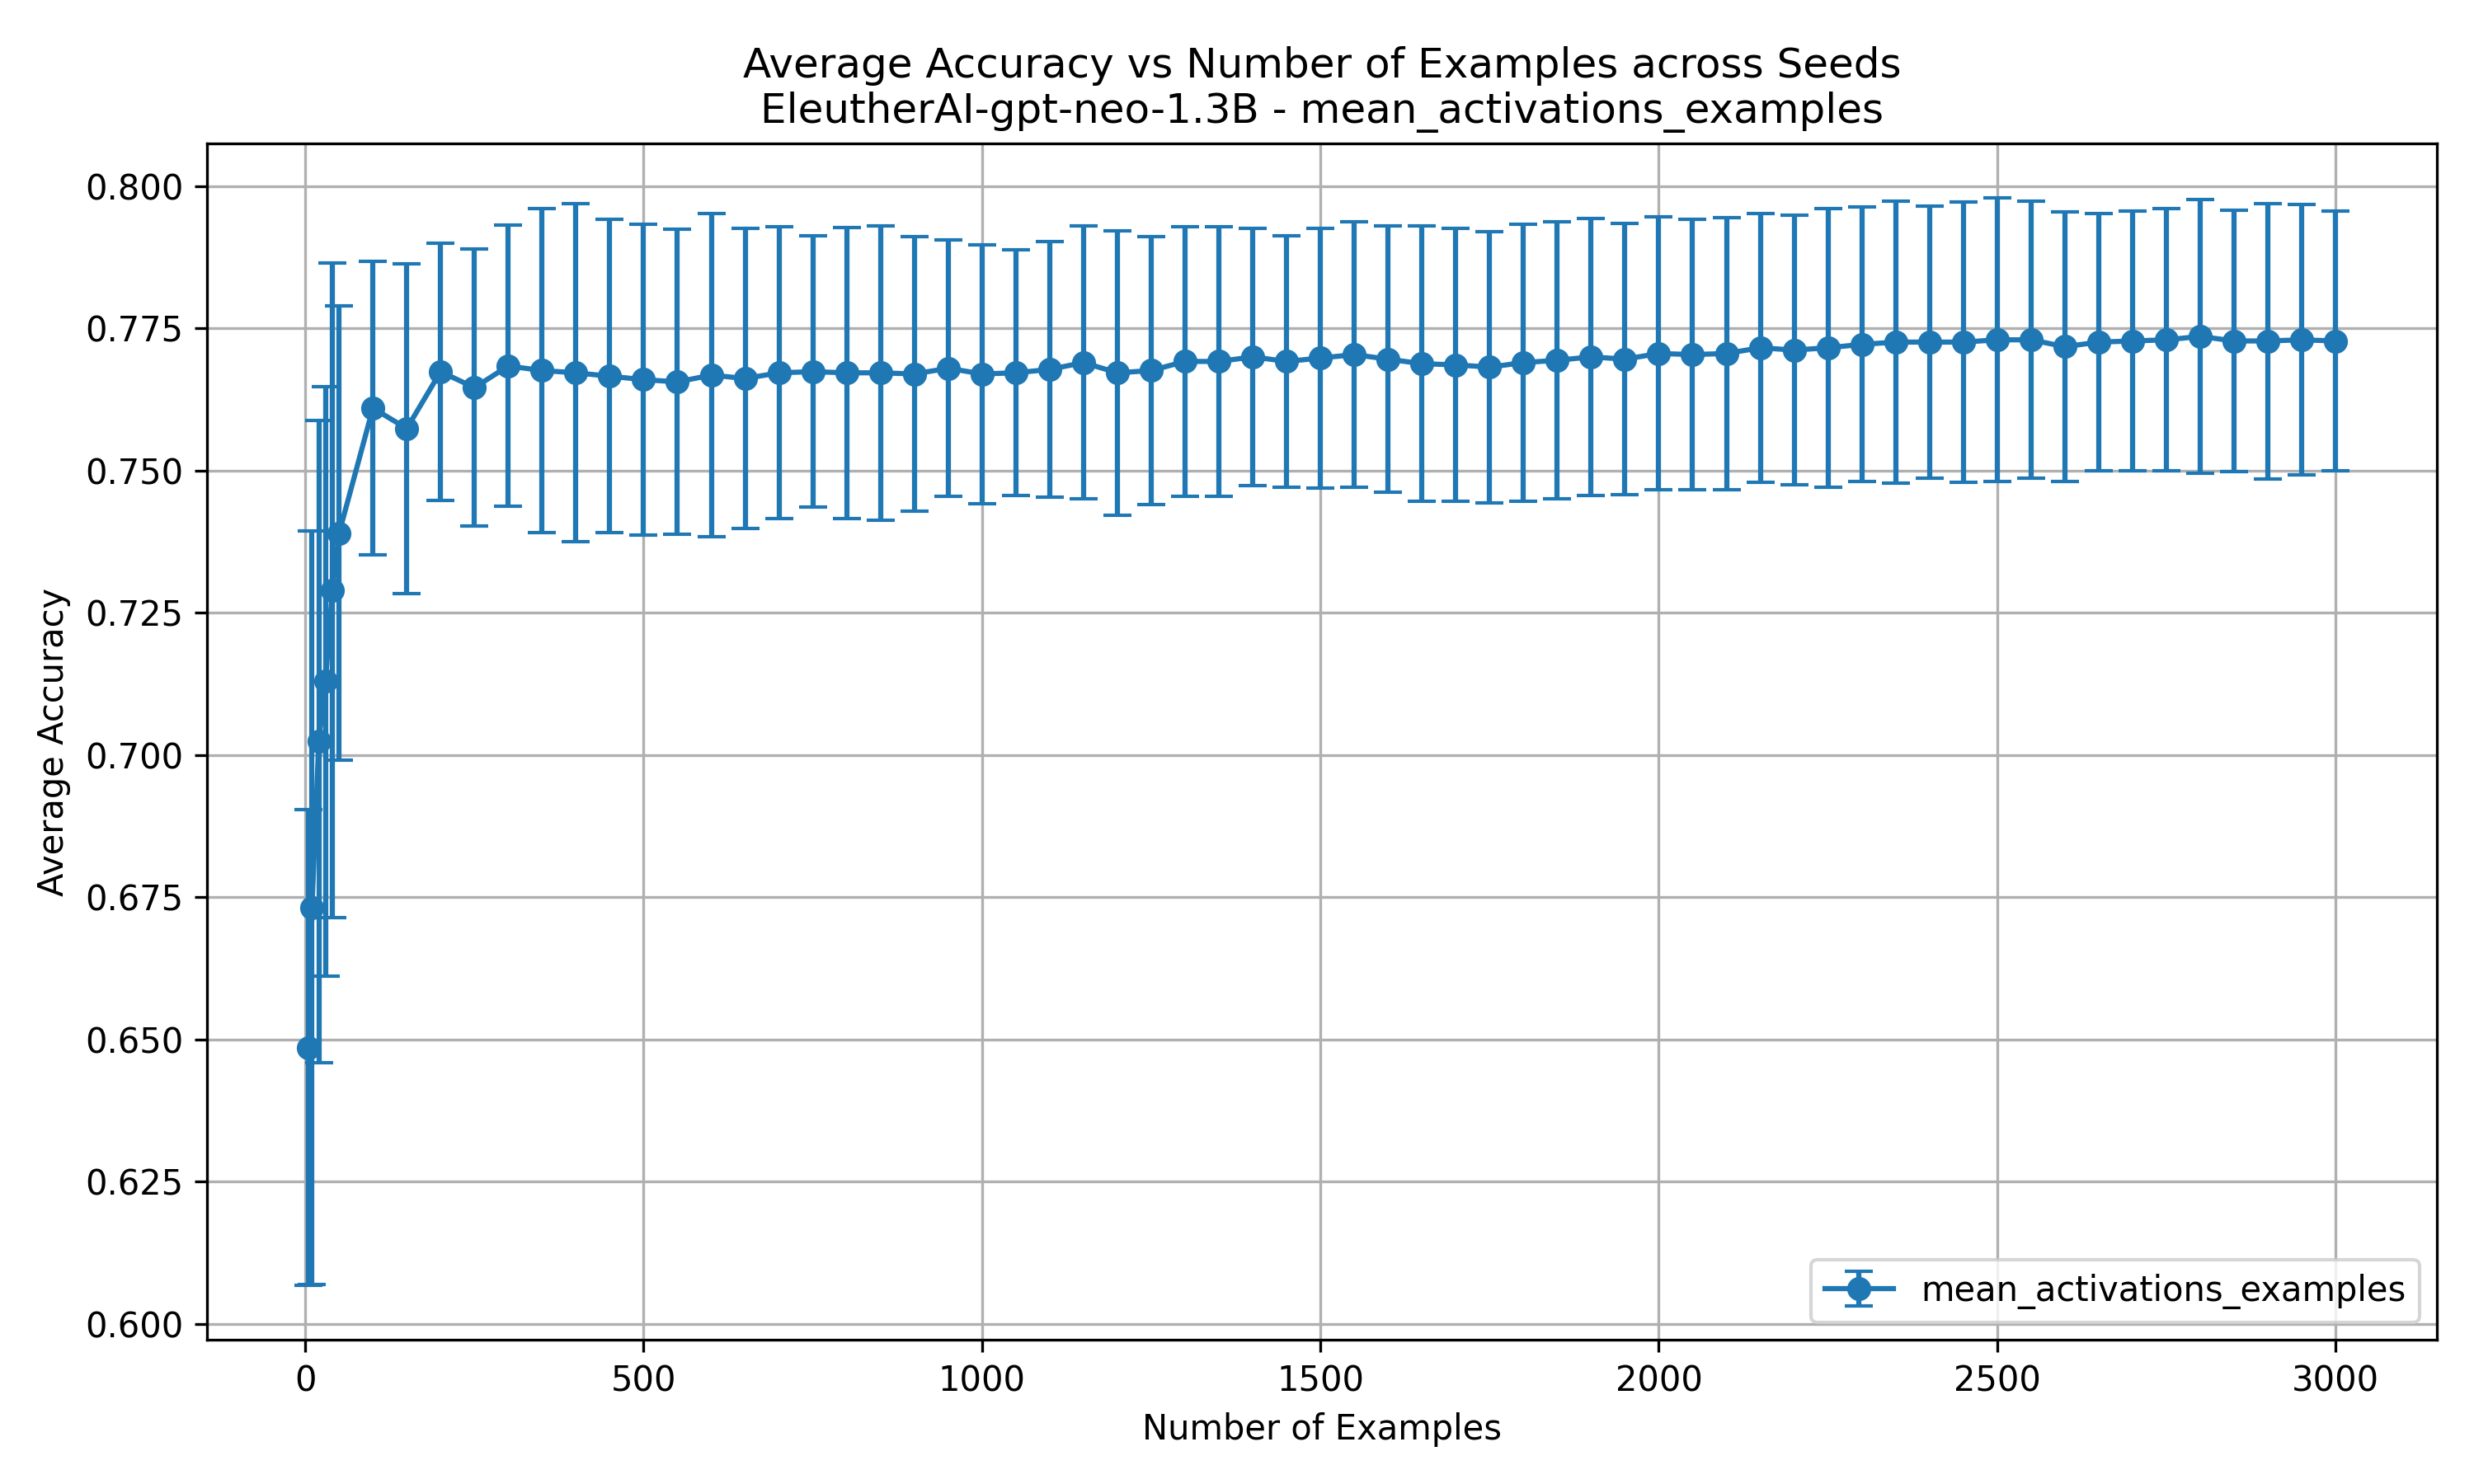 Average Accuracy vs Number of Examples across Seeds
EleutherAI-gpt-neo-1.3B - mean_activations_examples
0.800
0.775
0.750
0.725
0.700
0.675
0.650
0.625
0.600
Average Accuracy
mean_activations_examples
0 500 1000 1500 2000 2500 3000
Number of Examples